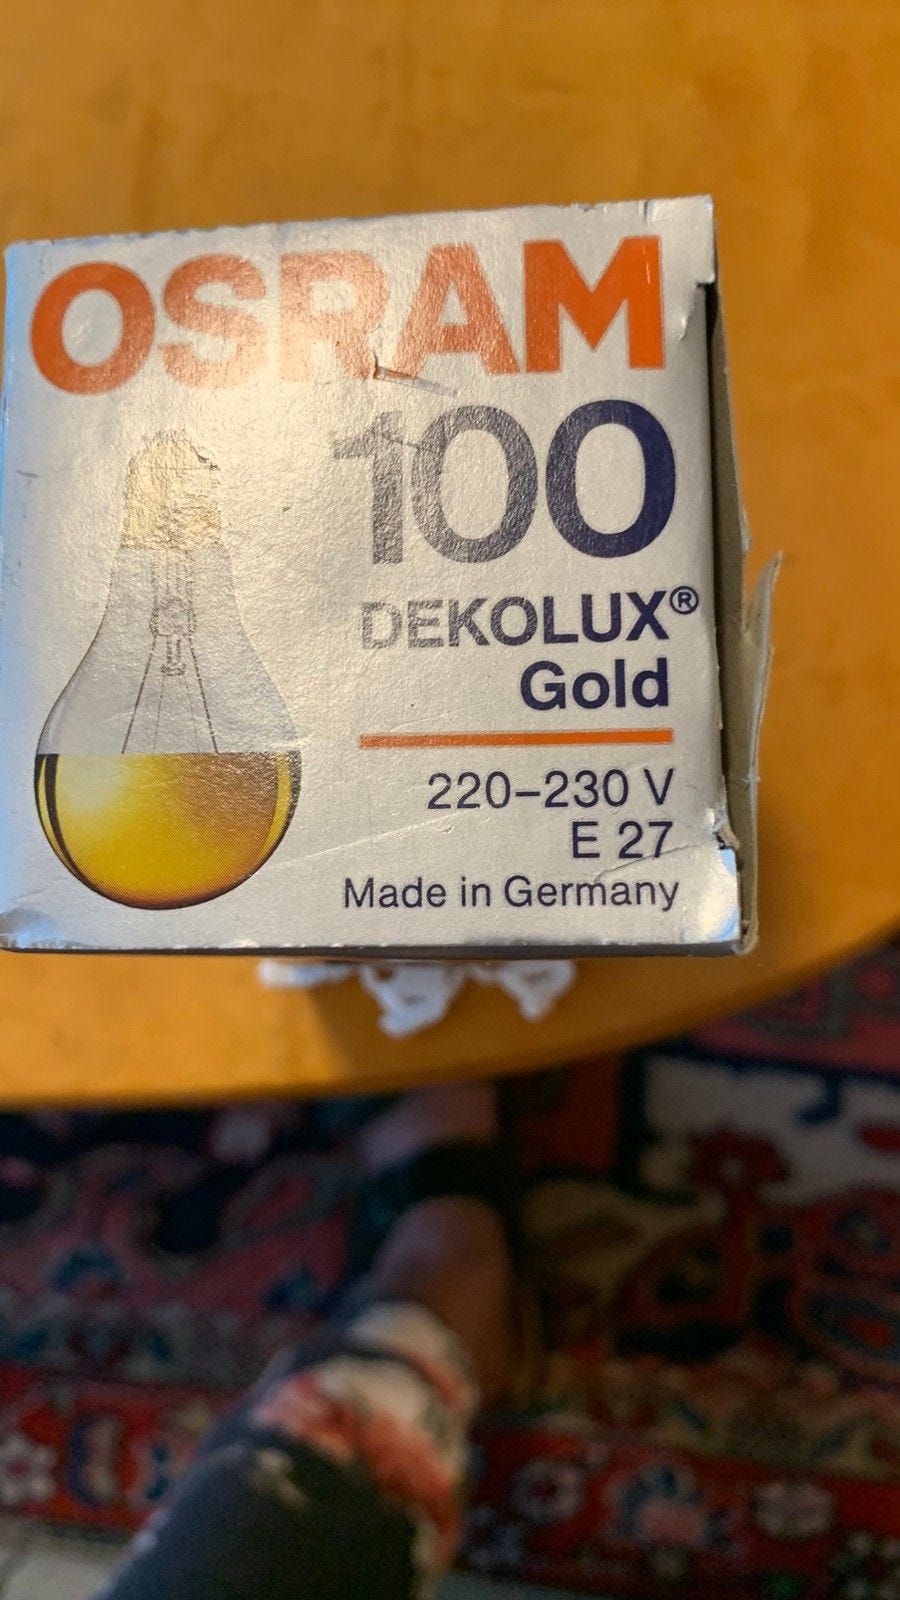 OSRAM
100
DEKOLUX®
Gold
220–230 V
E 27
Made in Germany